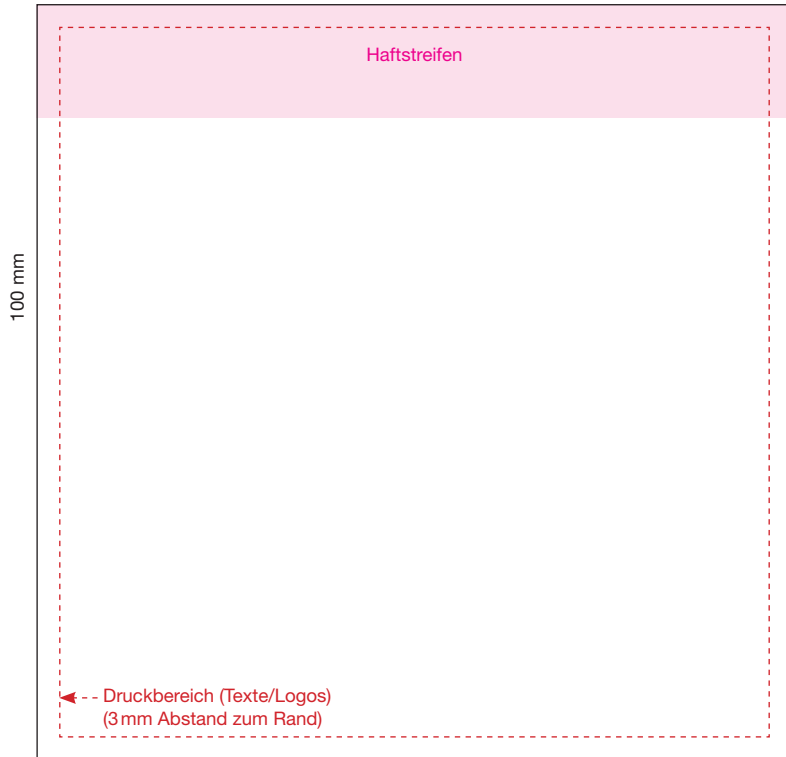 Haftstreifen
100 mm
Druckbereich (Texte/Logos)
(3 mm Abstand zum Rand)